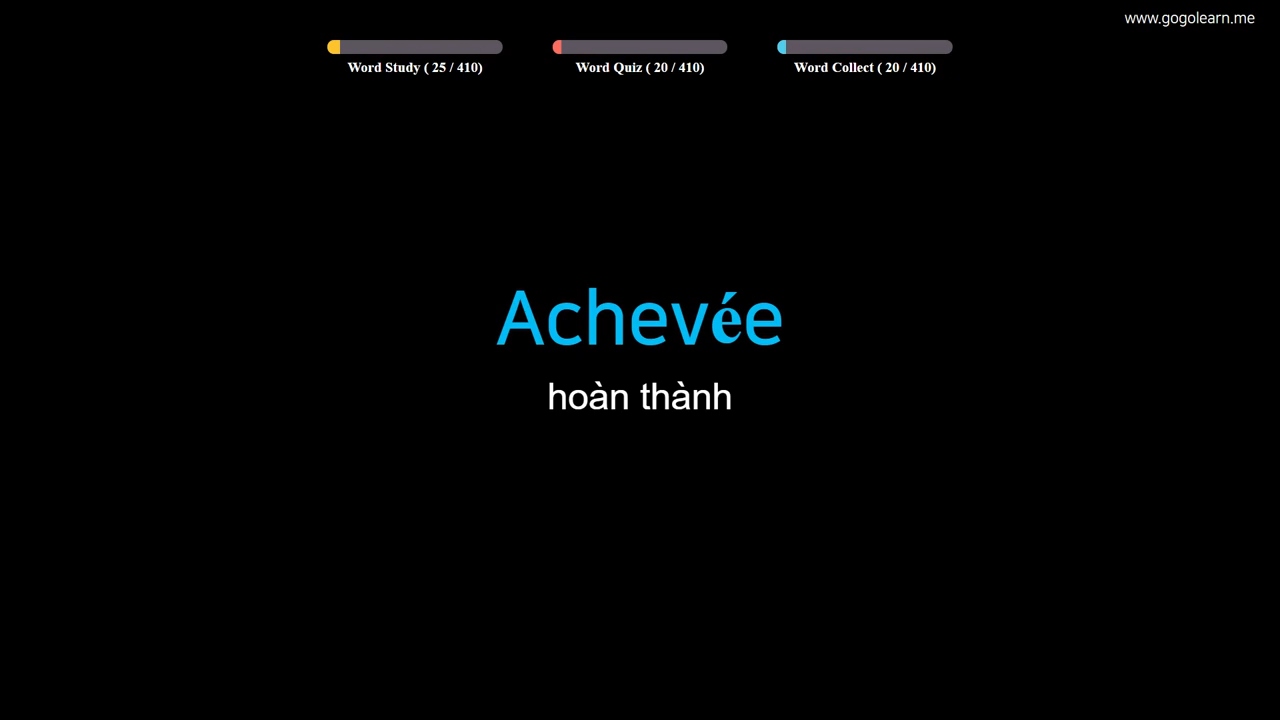 www.gogolearn.me
Word Study ( 25 / 410) Word Quiz ( 20 / 410) Word Collect ( 20 / 410)
Achevée
hoàn thành